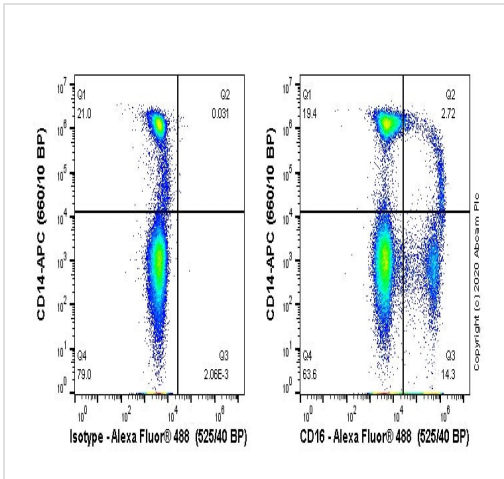 Q1
21.0
Q2
0.031
Q4
79.0
Q3
2.06E-3
10^7
10^6
10^5
10^4
10^3
10^2
10^1
10^0
CD14-APC (660/10 BP)
10^0 10^2 10^4 10^6
Isotype - Alexa Fluor® 488 (525/40 BP)
Q1
19.4
Q2
2.72
Q4
63.6
Q3
14.3
10^7
10^6
10^5
10^4
10^3
10^2
10^1
10^0
CD14-APC (660/10 BP)
10^0 10^2 10^4 10^6
CD16 - Alexa Fluor® 488 (525/40 BP)
Copyright (c) 2020 Abcam Plc